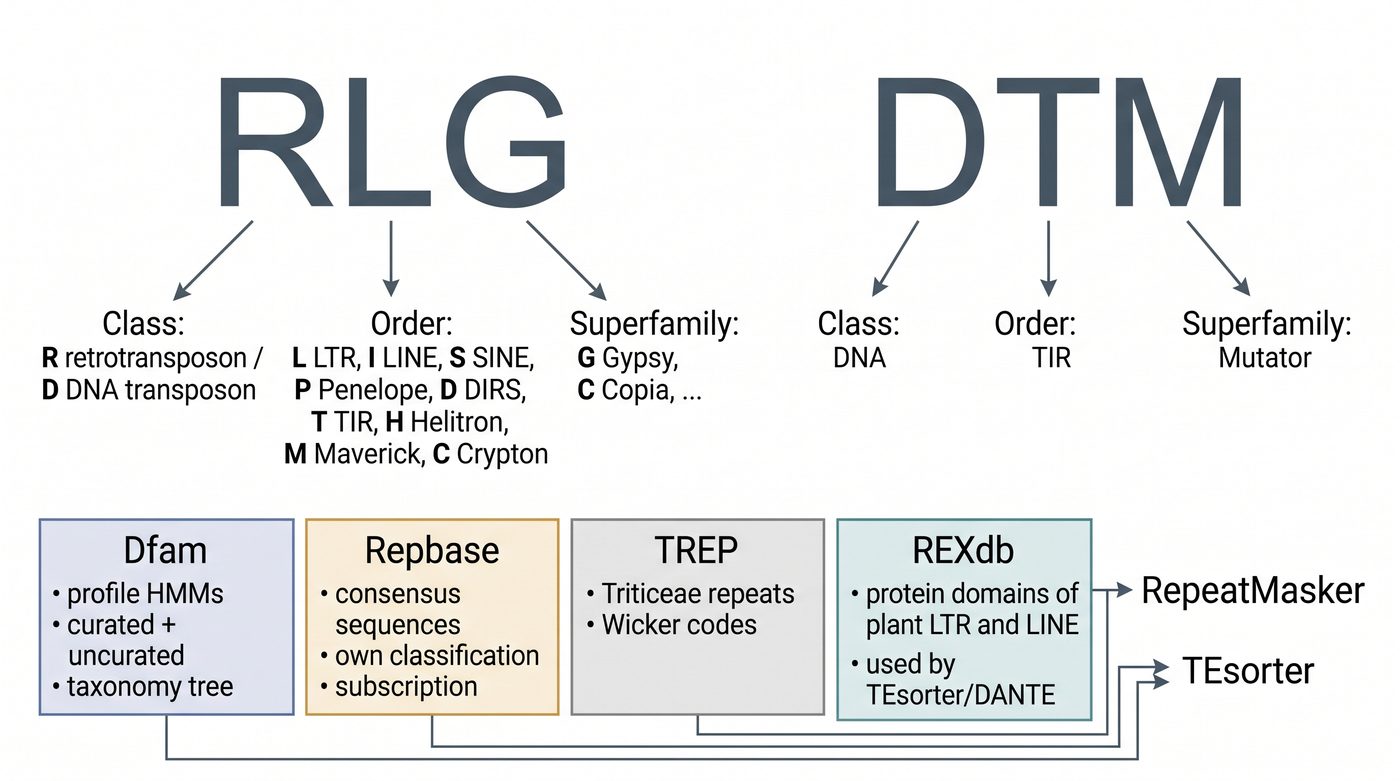 RLG
DTM
Class:
R retrotransposon /
D DNA transposon
Order:
L LTR, I LINE, S SINE,
P Penelope, D DIRS,
T TIR, H Helitron,
M Maverick, C Crypton
Superfamily:
G Gypsy,
C Copia, ...
Class:
DNA
Order:
TIR
Superfamily:
Mutator
Dfam
• profile HMMs
• curated +
uncurated
• taxonomy tree
Repbase
• consensus
sequences
• own classification
• subscription
TREP
• Triticeae repeats
• Wicker codes
REXdb
• protein domains of
plant LTR and LINE
• used by
TEsorter/DANTE
RepeatMasker
TEsorter